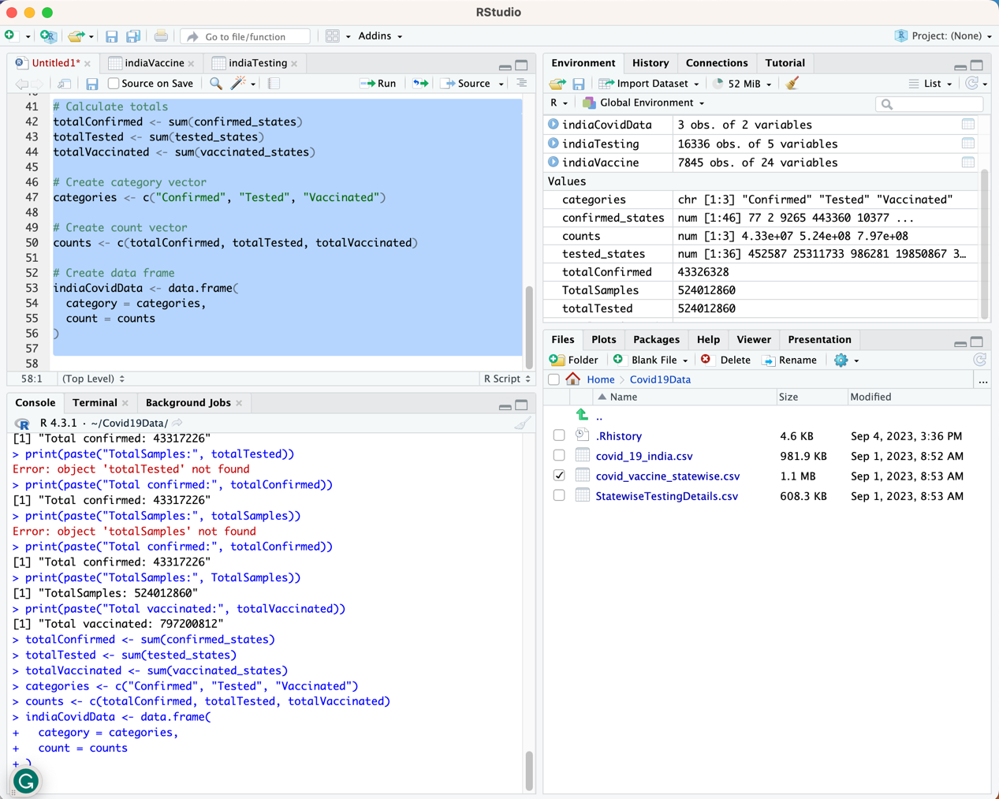 RStudio
Go to file/function
Addins
Project: (None)
Untitled1*
indiaVaccine
indiaTesting
Source on Save
Run
Source
41 # Calculate totals
42 totalConfirmed <- sum(confirmed_states)
43 totalTested <- sum(tested_states)
44 totalVaccinated <- sum(vaccinated_states)
45
46 # Create category vector
47 categories <- c("Confirmed", "Tested", "Vaccinated")
48
49 # Create count vector
50 counts <- c(totalConfirmed, totalTested, totalVaccinated)
51
52 # Create data frame
53 indiaCovidData <- data.frame(
54   category = categories,
55   count = counts
56 )
57
58
58:1 (Top Level) R Script
Console Terminal Background Jobs
R 4.3.1 · ~/Covid19Data/
[1] "Total confirmed: 43317226"
> print(paste("TotalSamples:", totalTested))
Error: object 'totalTested' not found
> print(paste("Total confirmed:", totalConfirmed))
[1] "Total confirmed: 43317226"
> print(paste("TotalSamples:", totalSamples))
Error: object 'totalSamples' not found
> print(paste("Total confirmed:", totalConfirmed))
[1] "Total confirmed: 43317226"
> print(paste("TotalSamples:", TotalSamples))
[1] "TotalSamples: 524012860"
> print(paste("Total vaccinated:", totalVaccinated))
[1] "Total vaccinated: 797200812"
> totalConfirmed <- sum(confirmed_states)
> totalTested <- sum(tested_states)
> totalVaccinated <- sum(vaccinated_states)
> categories <- c("Confirmed", "Tested", "Vaccinated")
> counts <- c(totalConfirmed, totalTested, totalVaccinated)
> indiaCovidData <- data.frame(
+   category = categories,
+   count = counts
+ )
Environment History Connections Tutorial
Import Dataset 52 MiB List
R Global Environment
indiaCovidData 3 obs. of 2 variables
indiaTesting 16336 obs. of 5 variables
indiaVaccine 7845 obs. of 24 variables
Values
categories chr [1:3] "Confirmed" "Tested" "Vaccinated"
confirmed_states num [1:46] 77 2 9265 443360 10377 ...
counts num [1:3] 4.33e+07 5.24e+08 7.97e+08
tested_states num [1:36] 452587 25311733 986281 19850867 3…
totalConfirmed 43326328
TotalSamples 524012860
totalTested 524012860
Files Plots Packages Help Viewer Presentation
Folder Blank File Delete Rename
Home Covid19Data ...
Name Size Modified
..
.Rhistory 4.6 KB Sep 4, 2023, 3:36 PM
covid_19_india.csv 981.9 KB Sep 1, 2023, 8:52 AM
covid_vaccine_statewise.csv 1.1 MB Sep 1, 2023, 8:53 AM
StatewiseTestingDetails.csv 608.3 KB Sep 1, 2023, 8:53 AM